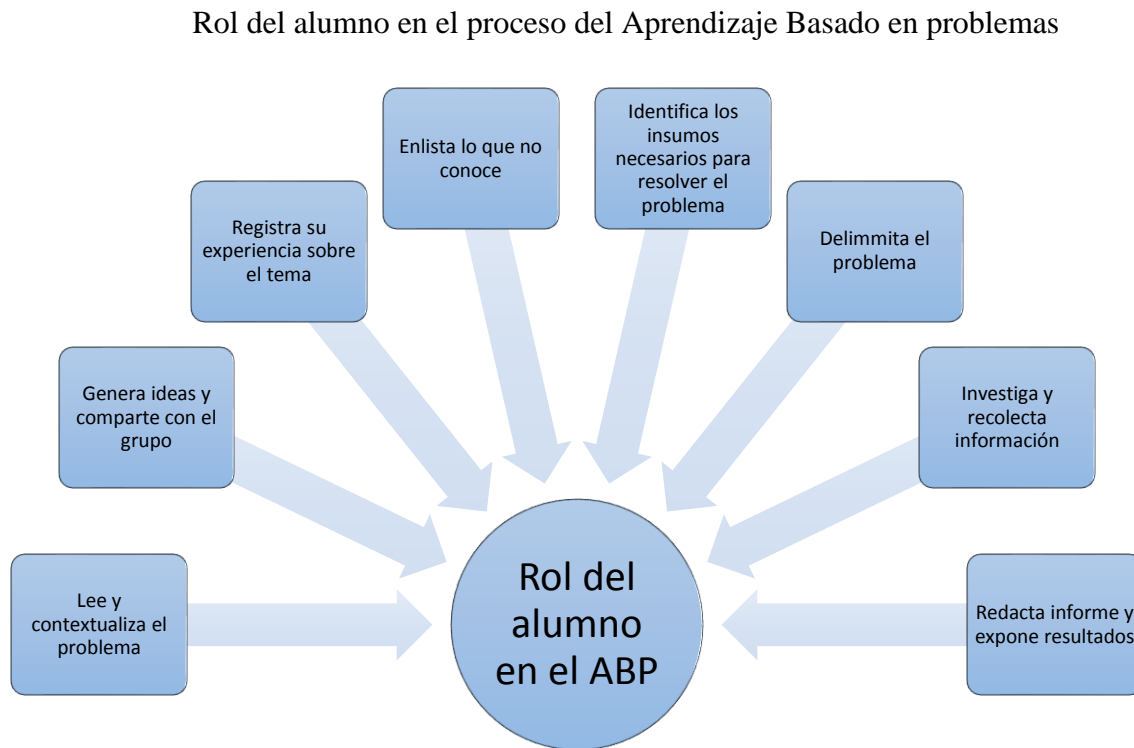 Rol del alumno en el proceso del Aprendizaje Basado en problemas
Lee y
contextualiza el
problema
Genera ideas y
comparte con el
grupo
Registra su
experiencia sobre
el tema
Enlista lo que no
conoce
Identifica los
insumos
necesarios para
resolver el
problema
Delimmita el
problema
Investiga y
recolecta
información
Redacta informe y
expone resultados
Rol del
alumno
en el ABP